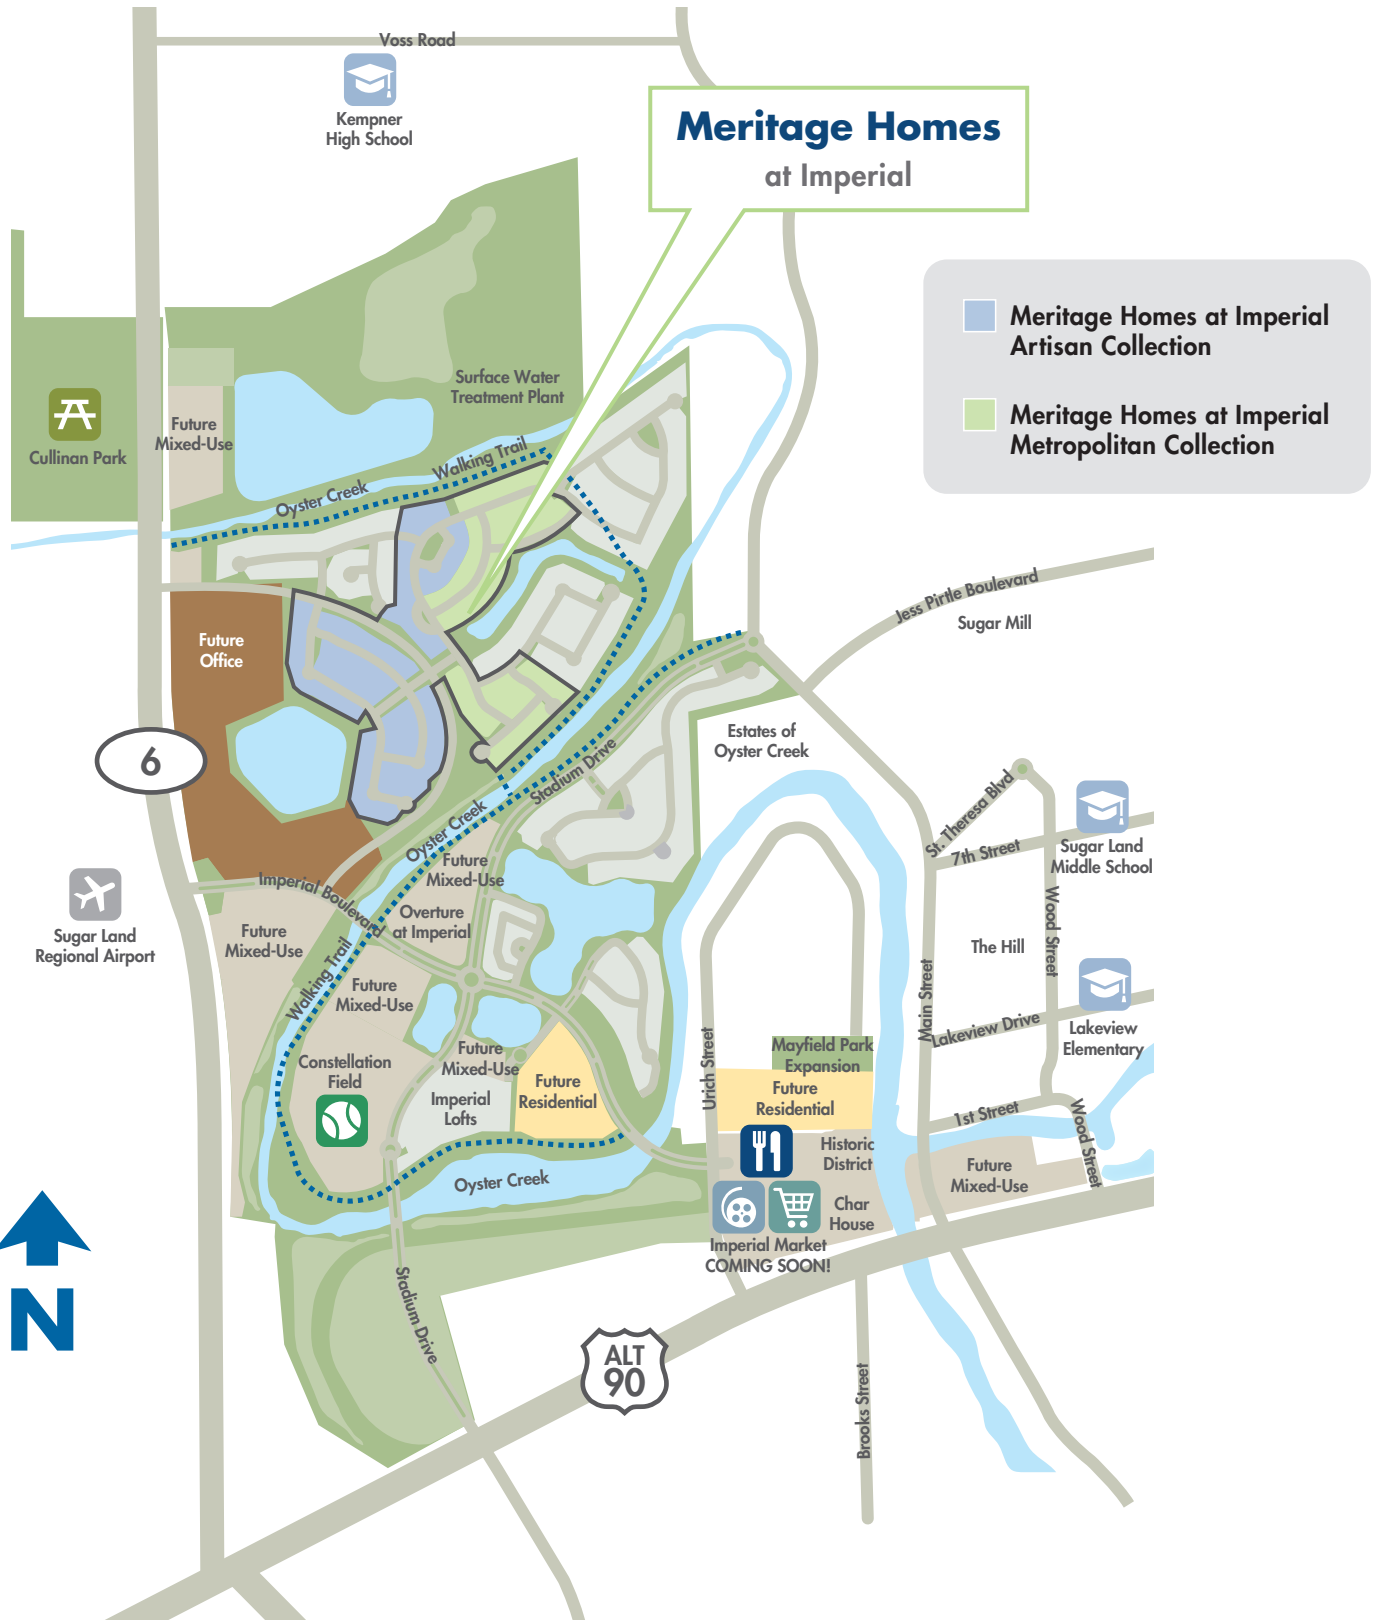 Voss Road
Kempner
High School
Meritage Homes
at Imperial
Meritage Homes at Imperial
Artisan Collection
Meritage Homes at Imperial
Metropolitan Collection
Surface Water
Treatment Plant
Cullinan Park
Future
Mixed-Use
Walking Trail
Oyster Creek
Jess Pirtle Boulevard
Sugar Mill
Future
Office
6
Estates of
Oyster Creek
Stadium Drive
Oyster Creek
St. Theresa Blvd
7th Street
Sugar Land
Middle School
Future
Mixed-Use
Imperial Boulevard
Overture
at Imperial
Sugar Land
Regional Airport
Future
Mixed-Use
Walking Trail
Future
Mixed-Use
Wood Street
The Hill
Main Street
Lakeview Drive
Lakeview
Elementary
Constellation
Field
Future
Mixed-Use
Imperial
Lofts
Future
Residential
Urich Street
Mayfield Park
Expansion
Future
Residential
1st Street
Wood Street
Historic
District
Future
Mixed-Use
Oyster Creek
Char
House
Imperial Market
COMING SOON!
N
Stadium Drive
ALT
90
Brooks Street